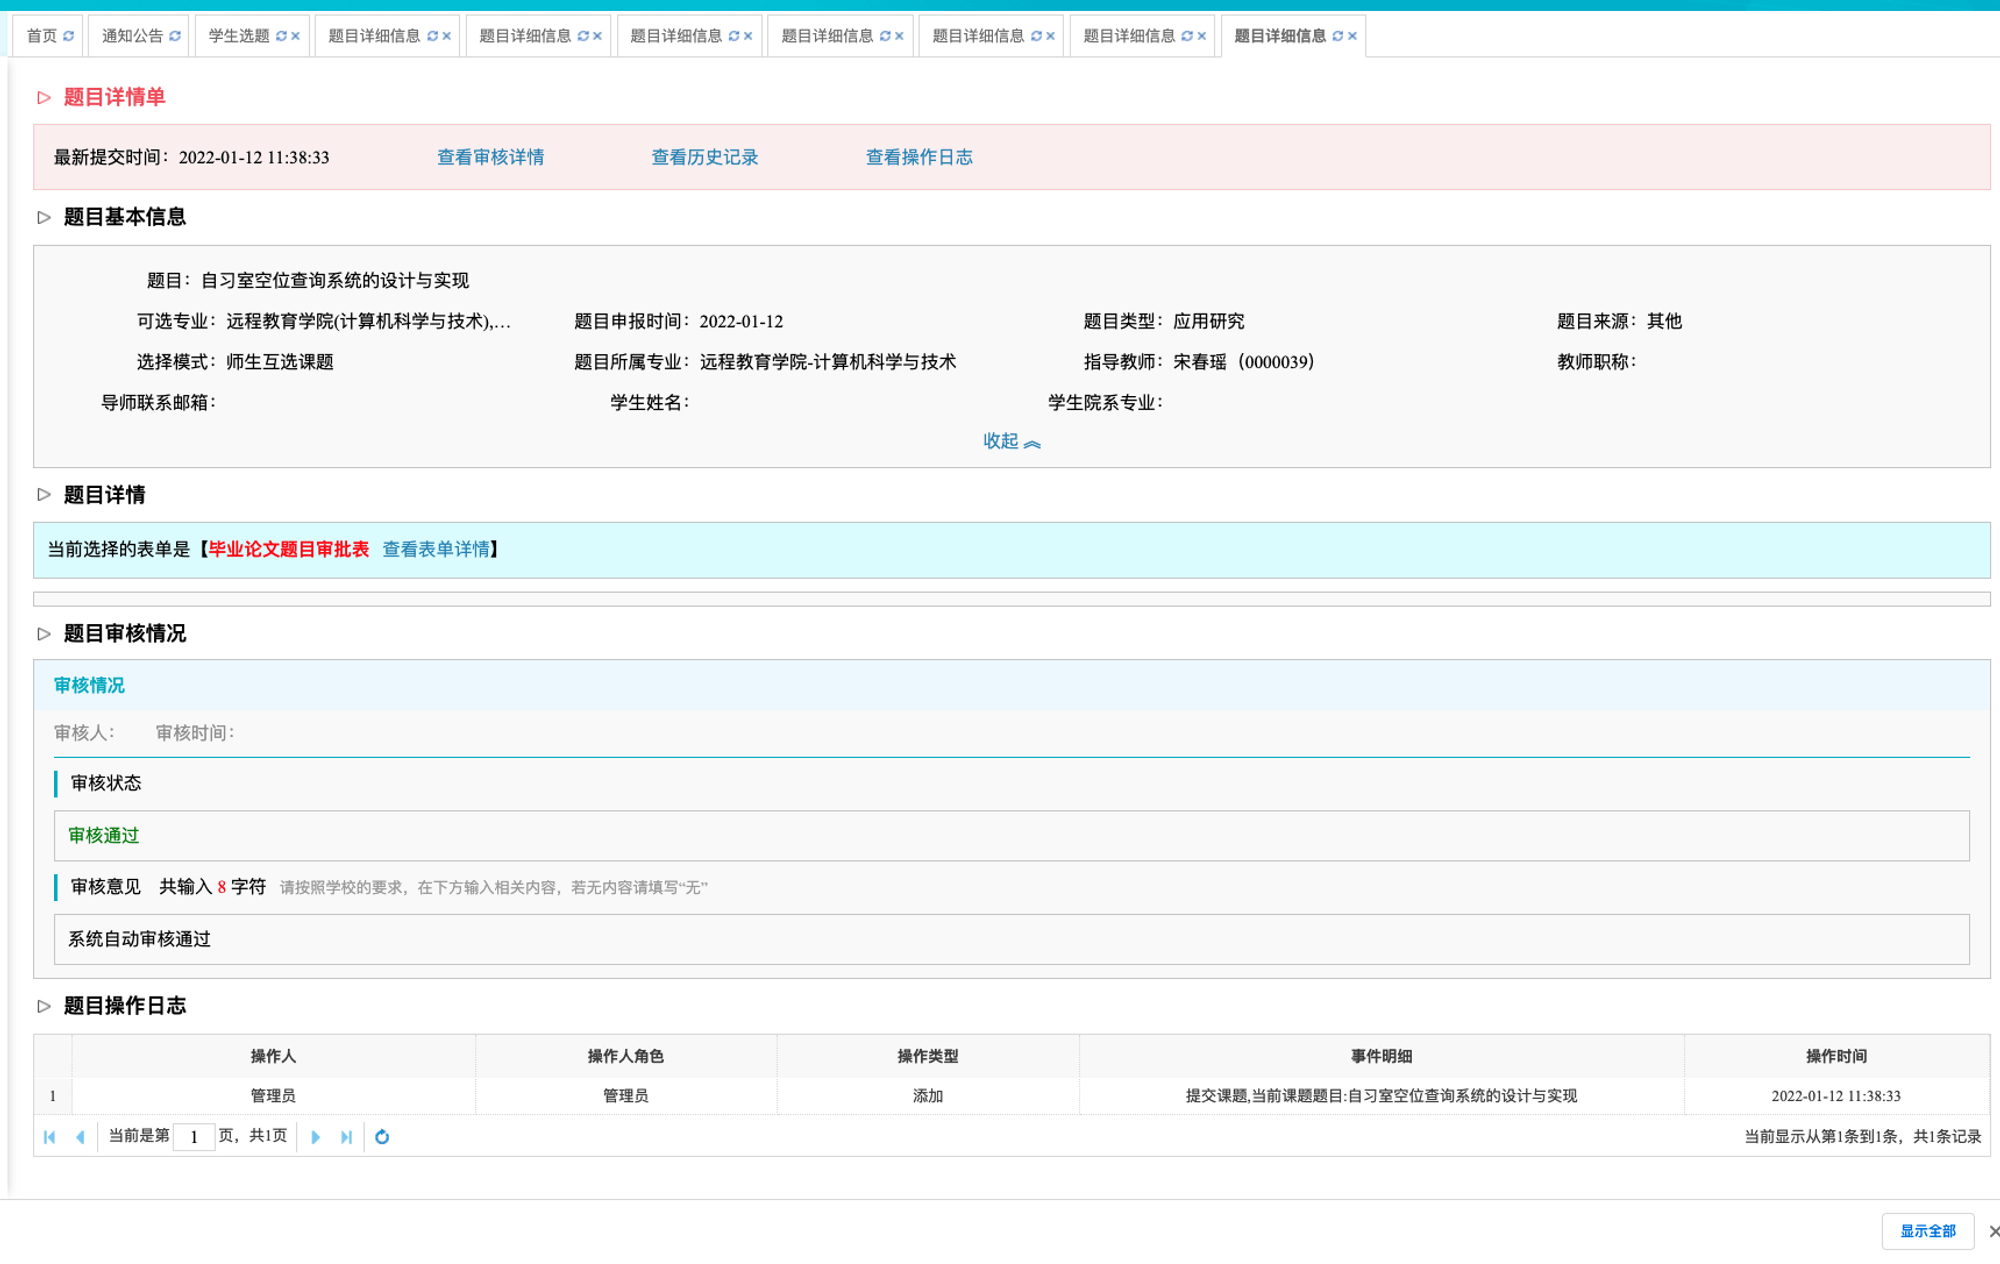 首页 通知公告 学生选题 题目详细信息 题目详细信息 题目详细信息 题目详细信息 题目详细信息 题目详细信息 题目详细信息
题目详情单
最新提交时间：2022-01-12 11:38:33 查看审核详情 查看历史记录 查看操作日志
题目基本信息
题目：自习室空位查询系统的设计与实现
可选专业：远程教育学院(计算机科学与技术),... 题目申报时间：2022-01-12 题目类型：应用研究 题目来源：其他
选择模式：师生互选课题 题目所属专业：远程教育学院-计算机科学与技术 指导教师：宋春瑶（0000039） 教师职称：
导师联系邮箱： 学生姓名： 学生院系专业：
收起
题目详情
当前选择的表单是【毕业论文题目审批表 查看表单详情】
题目审核情况
审核情况
审核人： 审核时间：
审核状态
审核通过
审核意见 共输入 8 字符 请按照学校的要求，在下方输入相关内容，若无内容请填写“无”
系统自动审核通过
题目操作日志
操作人 操作人角色 操作类型 事件明细 操作时间
1 管理员 管理员 添加 提交课题,当前课题题目:自习室空位查询系统的设计与实现 2022-01-12 11:38:33
当前是第 1 页，共1页 当前显示从第1条到1条，共1条记录
显示全部